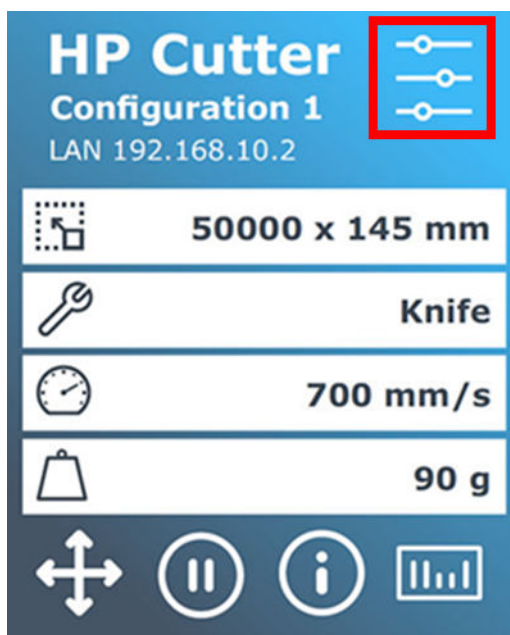 HP Cutter
Configuration 1
LAN 192.168.10.2
50000 x 145 mm
Knife
700 mm/s
90 g